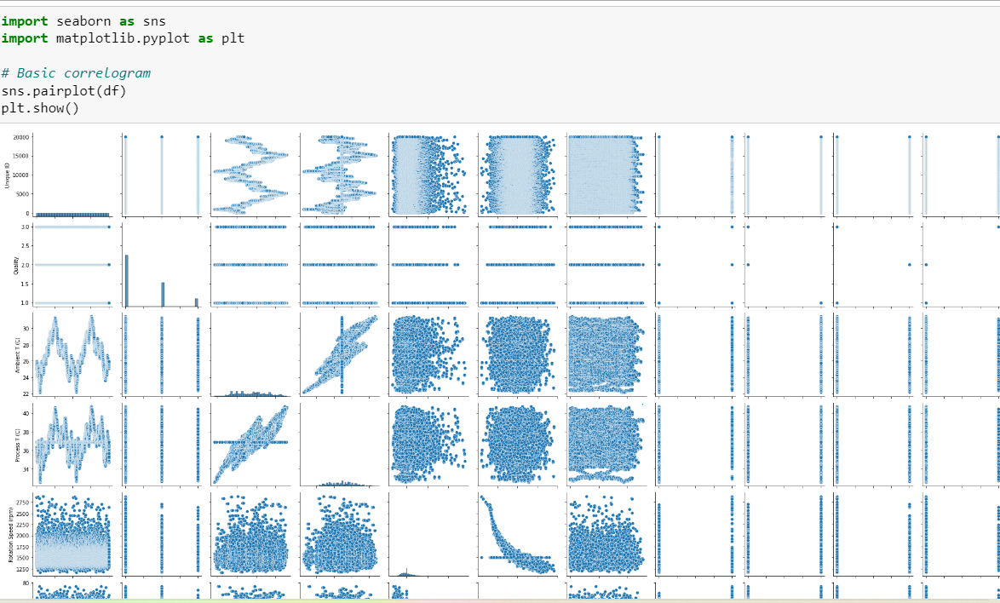 import seaborn as sns
import matplotlib.pyplot as plt
# Basic correlogram
sns.pairplot(df)
plt.show()
20000
15000
10000
5000
0
Unique ID
3.0
2.5
2.0
1.5
1.0
Quality
30
28
26
24
22
Ambient T (C)
40
38
36
34
Process T (C)
2750
2500
2250
2000
1750
1500
1250
Rotation Speed (rpm)
80